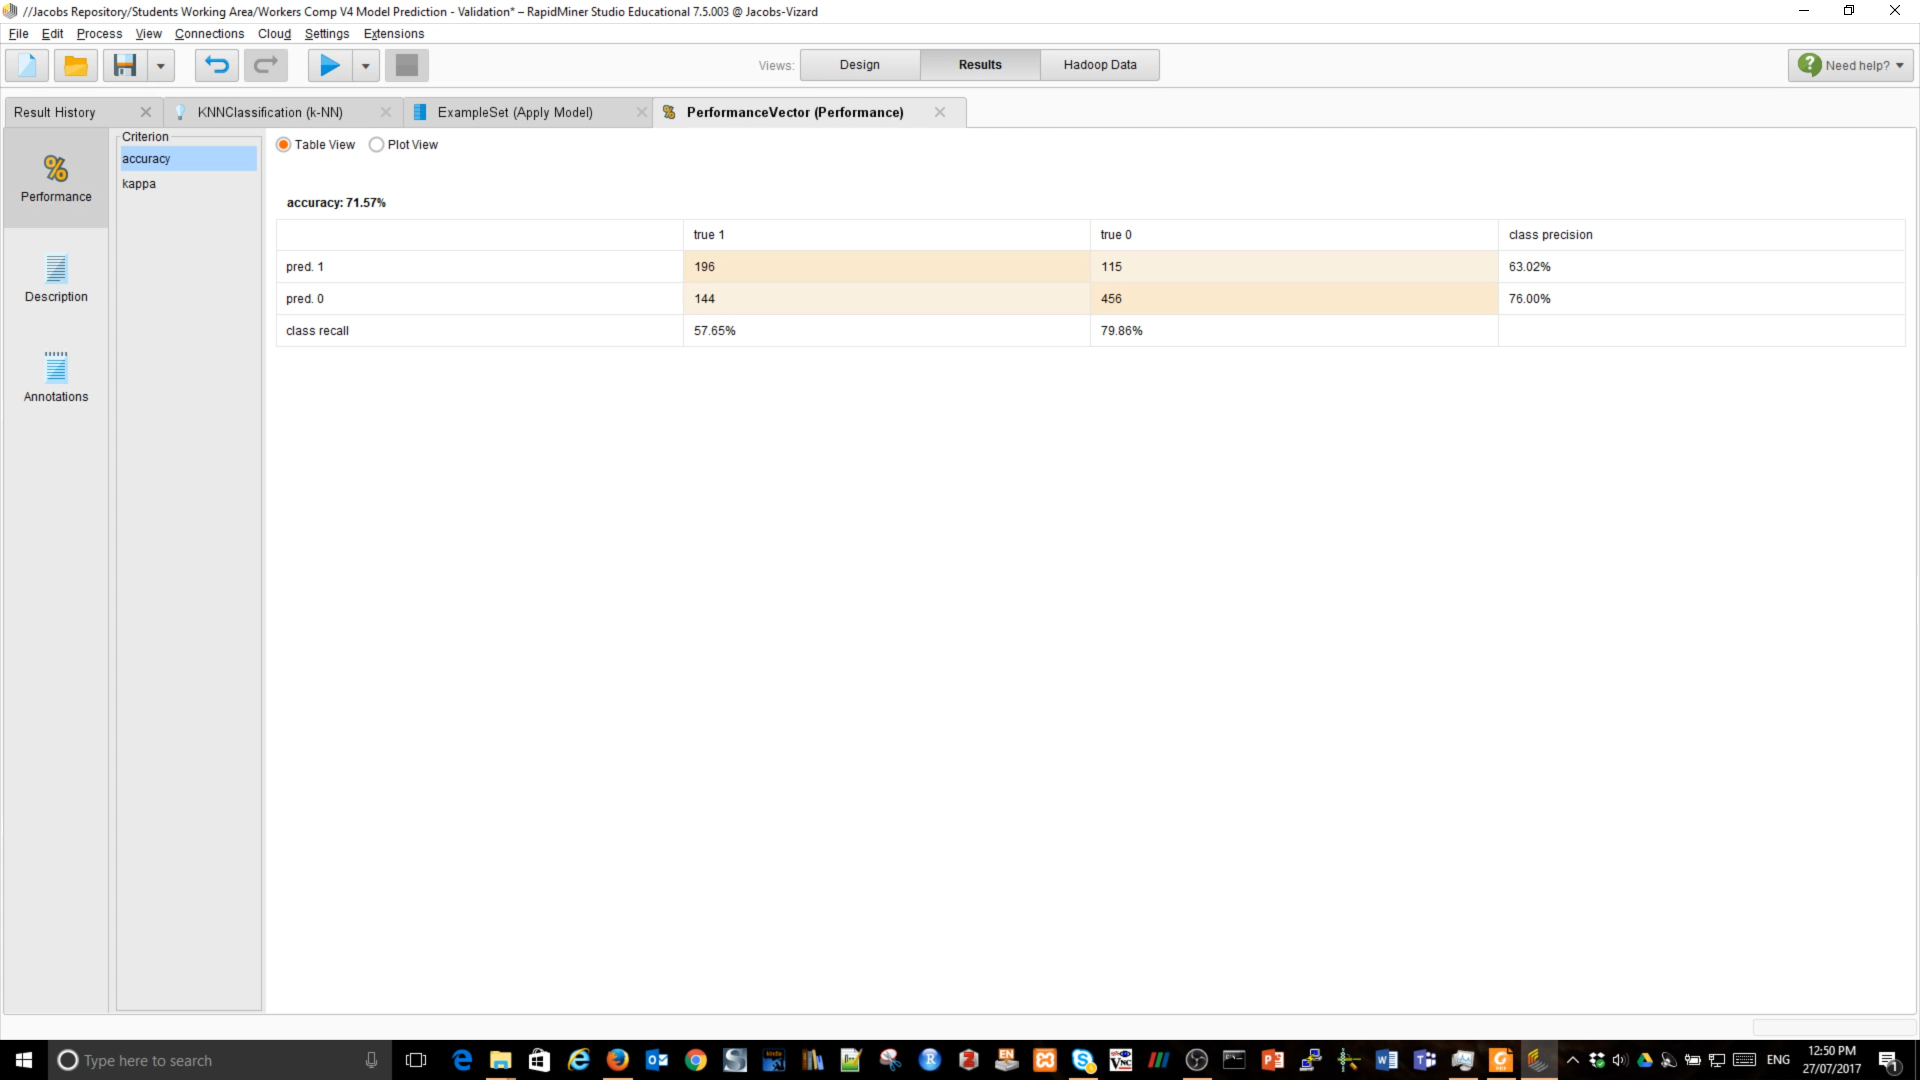 //Jacobs Repository/Students Working Area/Workers Comp V4 Model Prediction - Validation* – RapidMiner Studio Educational 7.5.003 @ Jacobs-Vizard
File Edit Process View Connections Cloud Settings Extensions
Views: Design Results Hadoop Data
Need help?
Result History KNNClassification (k-NN) ExampleSet (Apply Model) PerformanceVector (Performance)
Performance
Description
Annotations
Criterion
accuracy
kappa
Table View Plot View
accuracy: 71.57%
true 1 true 0 class precision
pred. 1 196 115 63.02%
pred. 0 144 456 76.00%
class recall 57.65% 79.86%
Type here to search
ENG
12:50 PM
27/07/2017